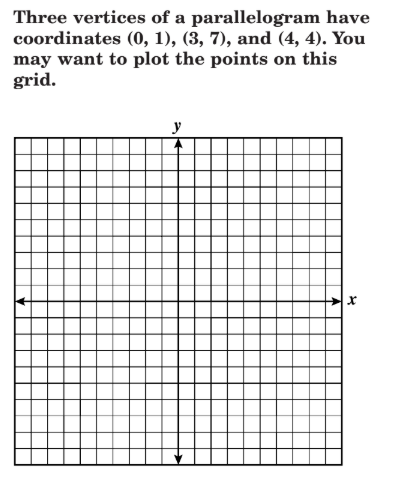 Three vertices of a parallelogram have
coordinates (0, 1), (3, 7), and (4, 4). You
may want to plot the points on this
grid.
y
x